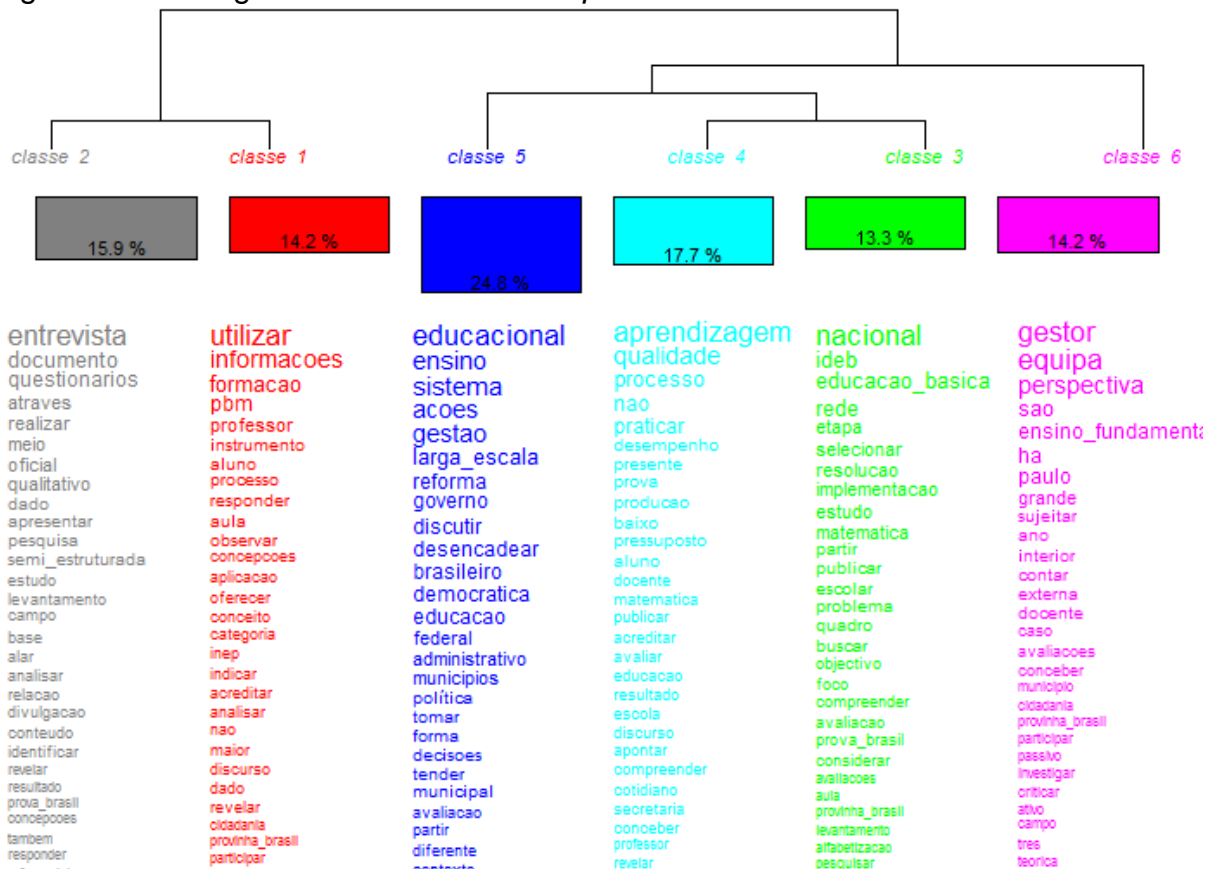 classe 2 classe 1 classe 5 classe 4 classe 3 classe 6
15.9 % 14.2 % 24.8 % 17.7 % 13.3 % 14.2 %
entrevista
documento
questionarios
atraves
realizar
meio
oficial
qualitativo
dado
apresentar
pesquisa
semi_estruturada
estudo
levantamento
campo
base
alar
analisar
relacao
divulgacao
conteudo
identificar
revelar
resultado
prova_brasil
concepcoes
tambem
responder
utilizar
informacoes
formacao
pbm
professor
instrumento
aluno
processo
responder
aula
observar
concepcoes
aplicacao
oferecer
conceito
categoria
inep
indicar
acreditar
analisar
nao
maior
discurso
dado
revelar
cidadania
provinha_brasil
participar
educacional
ensino
sistema
acoes
gestao
larga_escala
reforma
governo
discutir
desencadear
brasileiro
democratica
educacao
federal
administrativo
municipios
política
tomar
forma
decisoes
tender
municipal
avaliacao
partir
diferente
contexto
aprendizagem
qualidade
processo
nao
praticar
desempenho
presente
prova
producao
baixo
pressuposto
aluno
docente
matematica
publicar
acreditar
avaliar
educacao
resultado
escola
discurso
apontar
compreender
cotidiano
secretaria
conceber
professor
revelar
nacional
ideb
educacao_basica
rede
etapa
selecionar
resolucao
implementacao
estudo
matematica
partir
publicar
escolar
problema
quadro
buscar
objectivo
foco
compreender
avaliacao
prova_brasil
considerar
avaliacoes
aula
provinha_brasil
levantamento
alfabetizacao
pesquisar
gestor
equipa
perspectiva
sao
ensino_fundamenta
ha
paulo
grande
sujeitar
ano
interior
contar
externa
docente
caso
avaliacoes
conceber
municipio
cidadania
provinha_brasil
participar
passivo
investigar
criticar
ativo
campo
tres
teorica